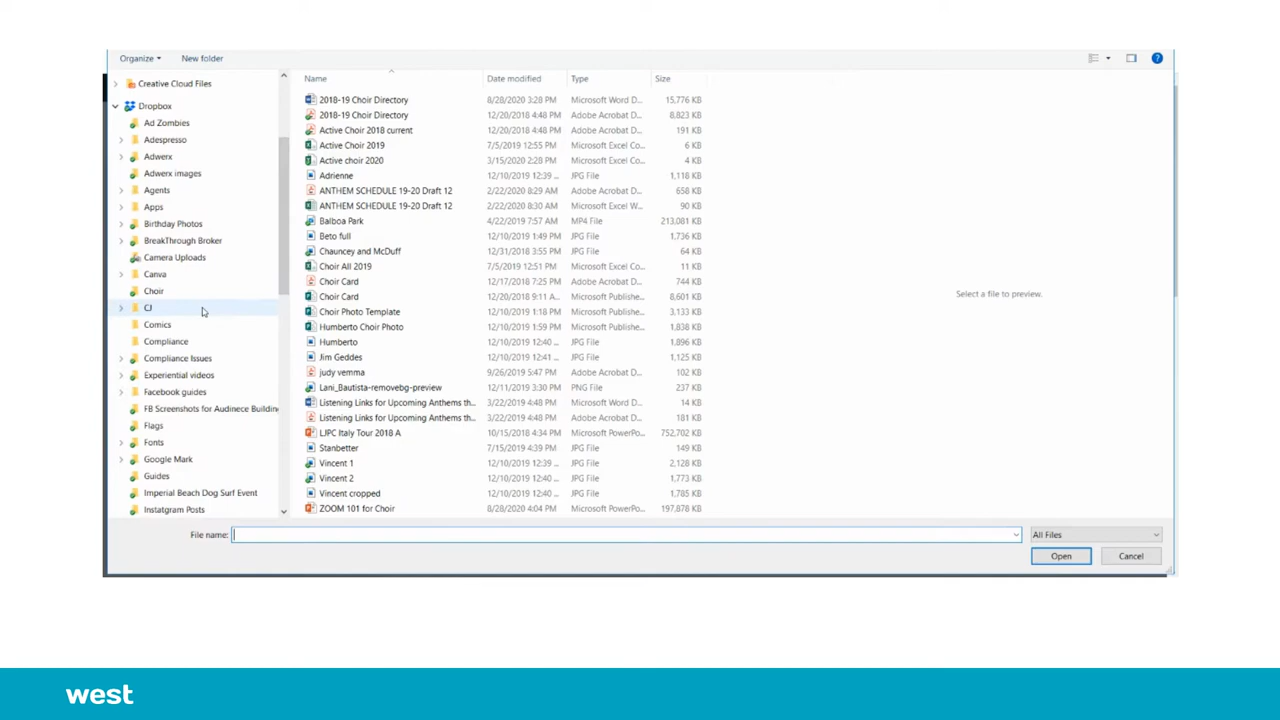 Organize New folder
Creative Cloud Files
Dropbox
Ad Zombies
Adespresso
Adwerx
Adwerx images
Agents
Apps
Birthday Photos
BreakThrough Broker
Camera Uploads
Canva
Choir
CJ
Comics
Compliance
Compliance Issues
Experiential videos
Facebook guides
FB Screenshots for Audinece Building
Flags
Fonts
Google Mark
Guides
Imperial Beach Dog Surf Event
Instatgram Posts
Name Date modified Type Size
2018-19 Choir Directory 8/28/2020 3:28 PM Microsoft Word D... 15,776 KB
2018-19 Choir Directory 12/20/2018 4:48 PM Adobe Acrobat D... 8,823 KB
Active Choir 2018 current 12/20/2018 4:48 PM Adobe Acrobat D... 191 KB
Active Choir 2019 7/5/2019 12:55 PM Microsoft Excel Co... 6 KB
Active choir 2020 3/15/2020 2:28 PM Microsoft Excel Co... 4 KB
Adrienne 12/10/2019 12:39 ... JPG File 1,118 KB
ANTHEM SCHEDULE 19-20 Draft 12 2/22/2020 8:29 AM Adobe Acrobat D... 658 KB
ANTHEM SCHEDULE 19-20 Draft 12 2/22/2020 8:30 AM Microsoft Excel W... 90 KB
Balboa Park 4/22/2019 7:57 AM MP4 File 213,081 KB
Beto full 12/10/2019 1:49 PM JPG File 1,736 KB
Chauncey and McDuff 12/31/2018 3:55 PM JPG File 64 KB
Choir All 2019 7/5/2019 12:51 PM Microsoft Excel Co... 11 KB
Choir Card 12/17/2018 7:25 PM Adobe Acrobat D... 744 KB
Choir Card 12/20/2018 9:11 A... Microsoft Publishe... 8,601 KB
Choir Photo Template 12/10/2019 1:18 PM Microsoft Publishe... 3,133 KB
Humberto Choir Photo 12/10/2019 1:59 PM Microsoft Publishe... 1,838 KB
Humberto 12/10/2019 12:40 ... JPG File 1,896 KB
Jim Geddes 12/10/2019 12:41 ... JPG File 1,125 KB
judy vemma 9/26/2019 5:47 PM Adobe Acrobat D... 102 KB
Lani_Bautista-removebg-preview 12/11/2019 3:30 PM PNG File 237 KB
Listening Links for Upcoming Anthems th... 3/22/2019 4:48 PM Microsoft Word D... 14 KB
Listening Links for Upcoming Anthems th... 3/22/2019 4:48 PM Adobe Acrobat D... 181 KB
LJPC Italy Tour 2018 A 10/15/2018 4:34 PM Microsoft PowerPo... 752,702 KB
Stanbetter 7/15/2019 4:39 PM JPG File 149 KB
Vincent 1 12/10/2019 12:39 ... JPG File 2,128 KB
Vincent 2 12/10/2019 12:40 ... JPG File 1,773 KB
Vincent cropped 12/10/2019 12:40 ... JPG File 1,785 KB
ZOOM 101 for Choir 8/28/2020 4:04 PM Microsoft PowerPo... 197,878 KB
Select a file to preview.
File name: All Files
Open Cancel
west